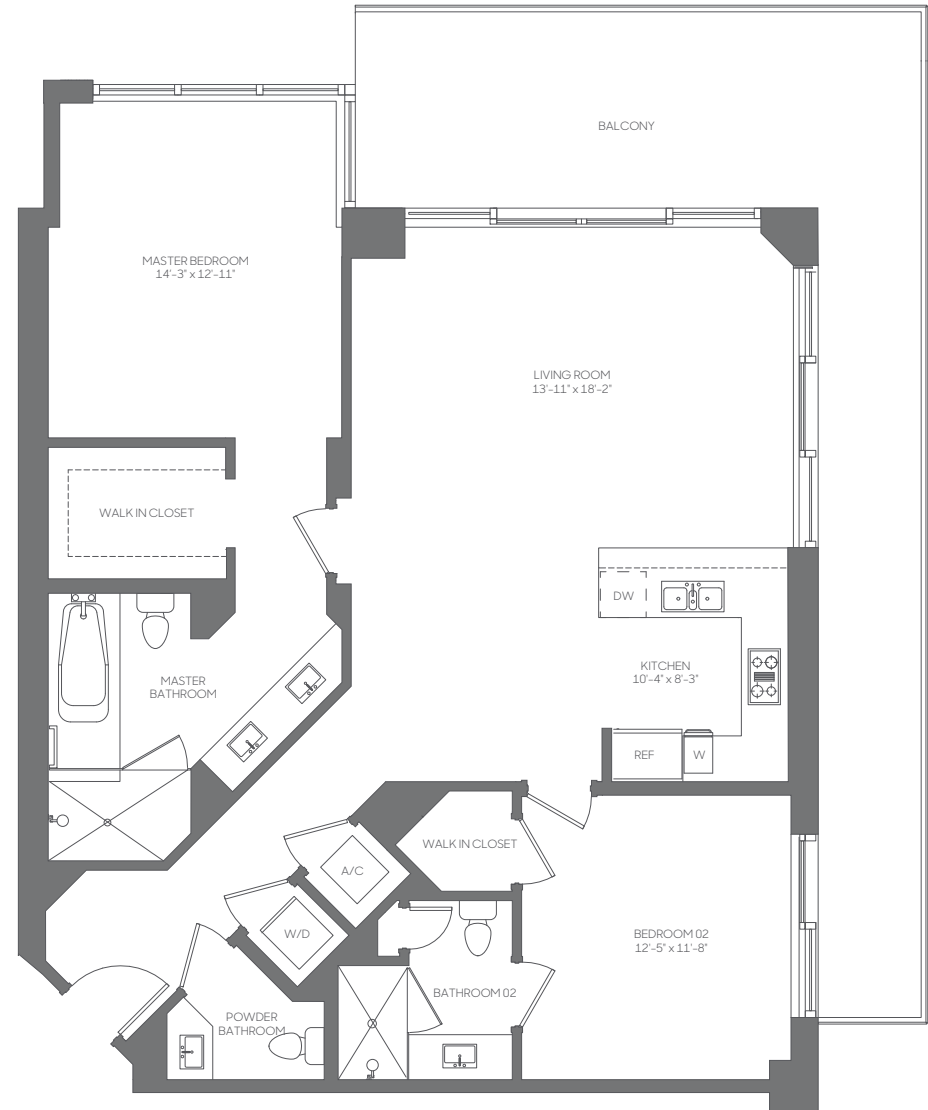 BALCONY
MASTER BEDROOM
14'-3" x 12'-11"
LIVING ROOM
13'-11" x 18'-2"
WALK IN CLOSET
DW
KITCHEN
10'-4" x 8'-3"
MASTER
BATHROOM
REF
W
WALK IN CLOSET
A/C
W/D
BEDROOM 02
12'-5" x 11'-8"
BATHROOM 02
POWDER
BATHROOM